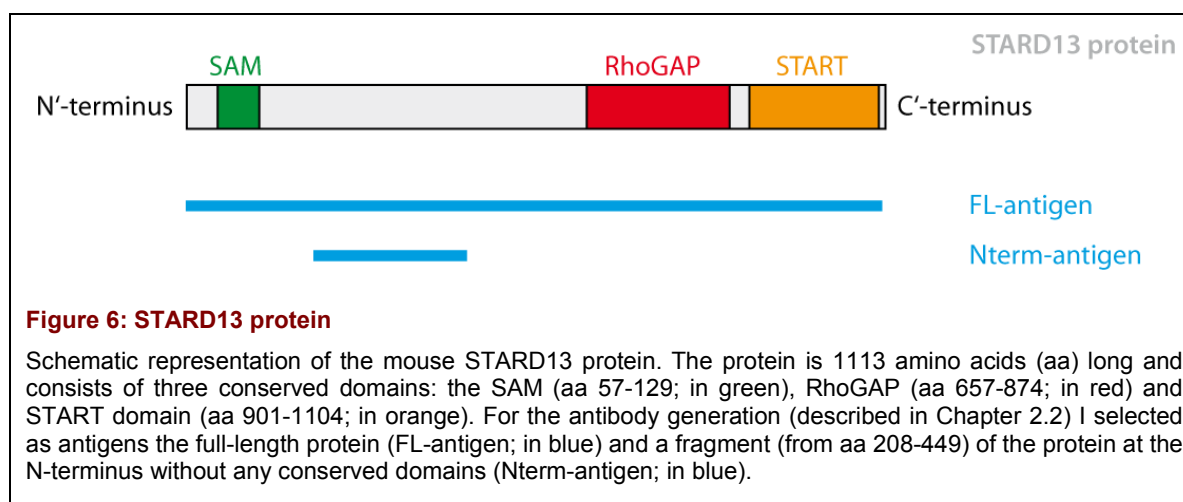 STARD13 protein
SAM RhoGAP START
N‘-terminus C‘-terminus
FL-antigen
Nterm-antigen
Figure 6: STARD13 protein
Schematic representation of the mouse STARD13 protein. The protein is 1113 amino acids (aa) long and
consists of three conserved domains: the SAM (aa 57-129; in green), RhoGAP (aa 657-874; in red) and
START domain (aa 901-1104; in orange). For the antibody generation (described in Chapter 2.2) I selected
as antigens the full-length protein (FL-antigen; in blue) and a fragment (from aa 208-449) of the protein at the
N-terminus without any conserved domains (Nterm-antigen; in blue).